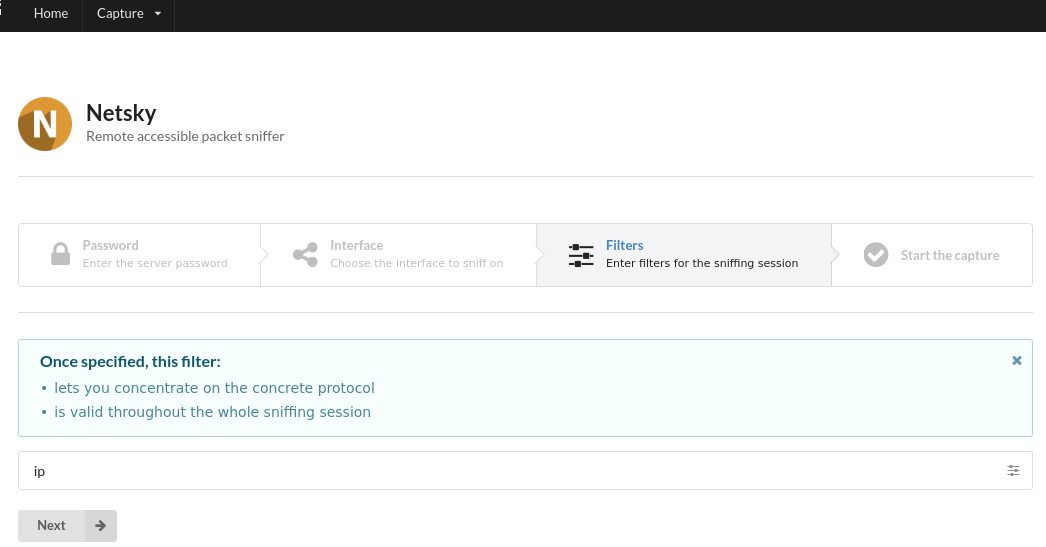 Home
Capture
N
Netsky
Remote accessible packet sniffer
Password
Enter the server password
Interface
Choose the interface to sniff on
Filters
Enter filters for the sniffing session
Start the capture
Once specified, this filter:
• lets you concentrate on the concrete protocol
• is valid throughout the whole sniffing session
ip
Next